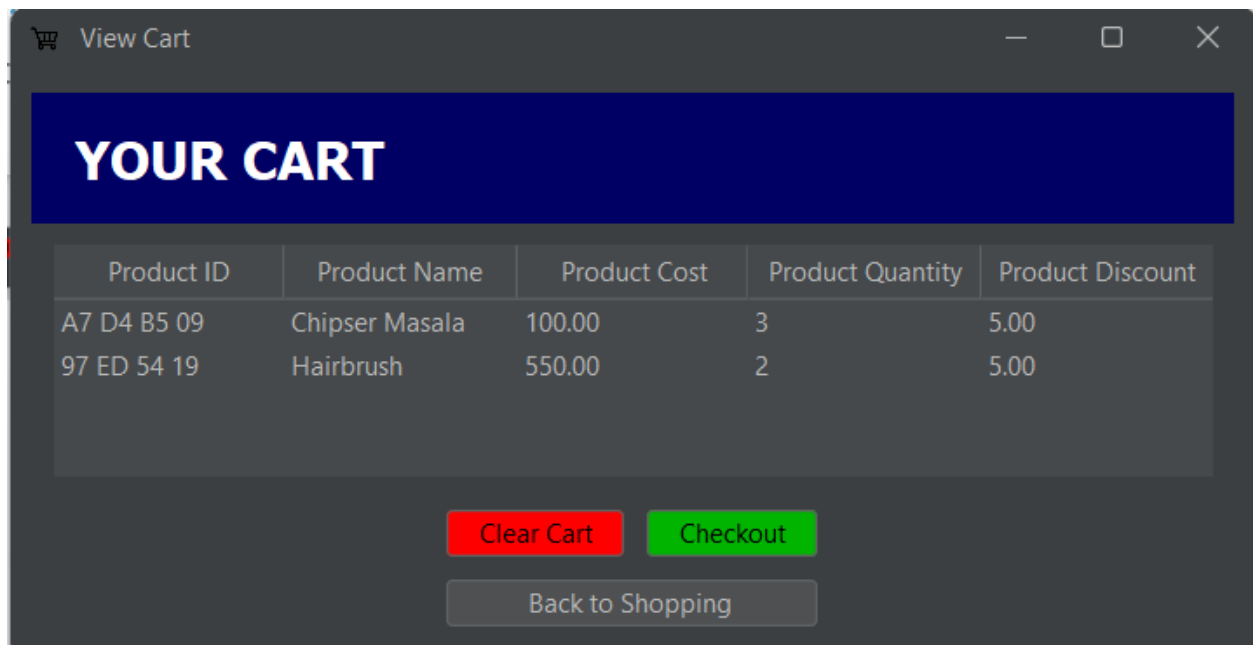 View Cart
YOUR CART
Product ID Product Name Product Cost Product Quantity Product Discount
A7 D4 B5 09 Chipser Masala 100.00 3 5.00
97 ED 54 19 Hairbrush 550.00 2 5.00
Clear Cart Checkout
Back to Shopping